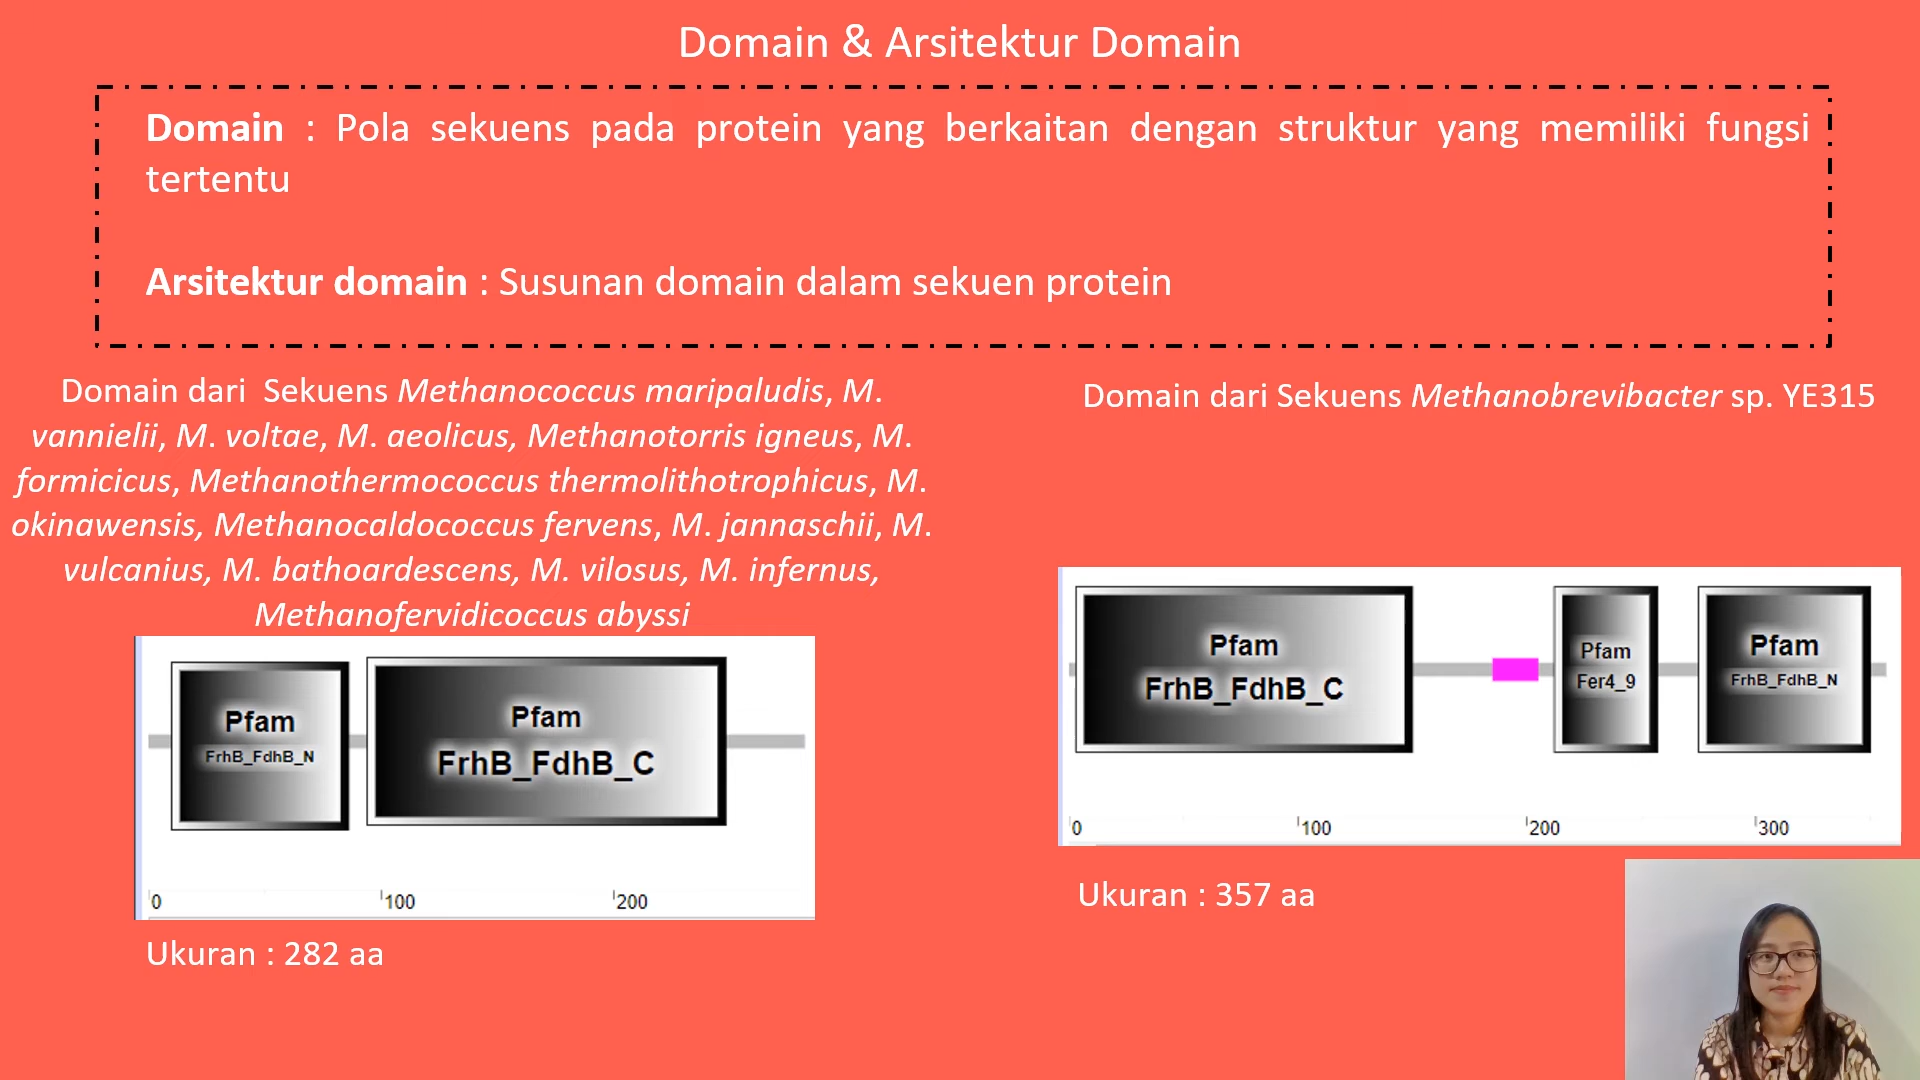 Domain & Arsitektur Domain
Domain : Pola sekuens pada protein yang berkaitan dengan struktur yang memiliki fungsi
tertentu
Arsitektur domain : Susunan domain dalam sekuen protein
Domain dari Sekuens Methanococcus maripaludis, M.
vannielii, M. voltae, M. aeolicus, Methanotorris igneus, M.
formicicus, Methanothermococcus thermolithotrophicus, M.
okinawensis, Methanocaldococcus fervens, M. jannaschii, M.
vulcanius, M. bathoardescens, M. vilosus, M. infernus,
Methanofervidicoccus abyssi
Pfam
FrhB_FdhB_N
Pfam
FrhB_FdhB_C
0 100 200
Ukuran : 282 aa
Domain dari Sekuens Methanobrevibacter sp. YE315
Pfam
FrhB_FdhB_C
Pfam
Fer4_9
Pfam
FrhB_FdhB_N
0 100 200 300
Ukuran : 357 aa